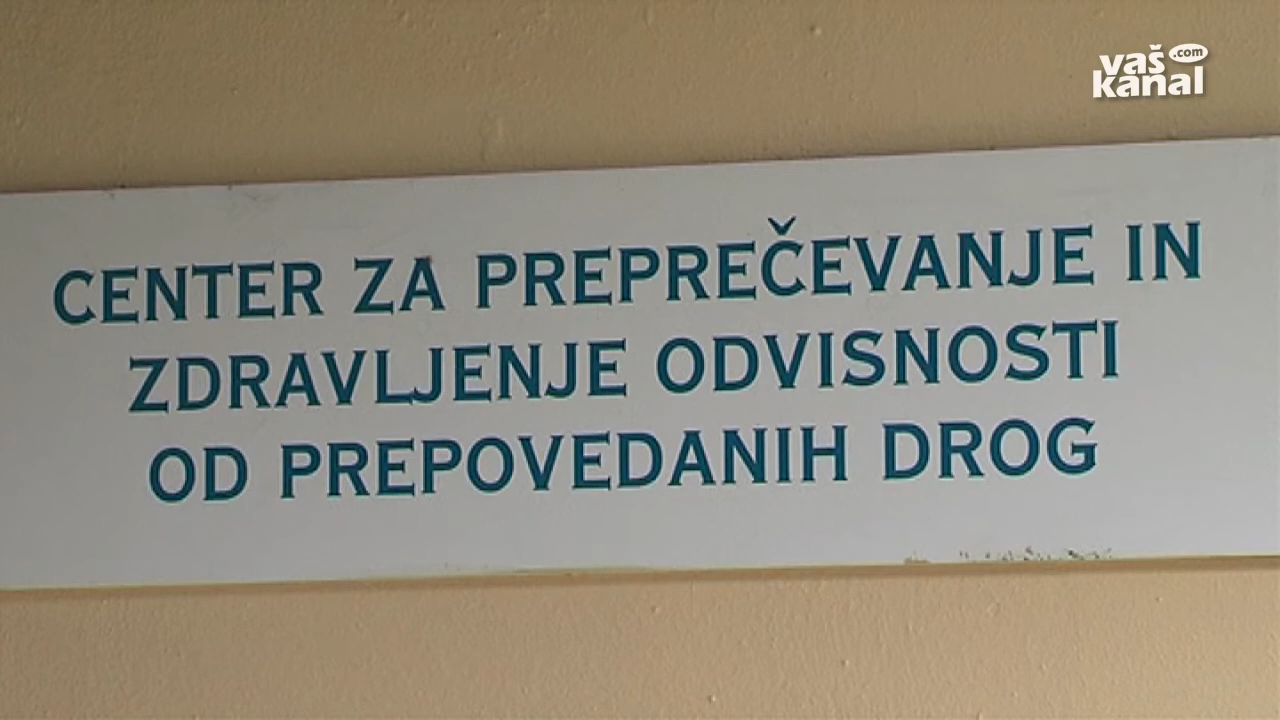 vaš.com
kanal
CENTER ZA PREPREČEVANJE IN
ZDRAVLJENJE ODVISNOSTI
OD PREPOVEDANIH DROG